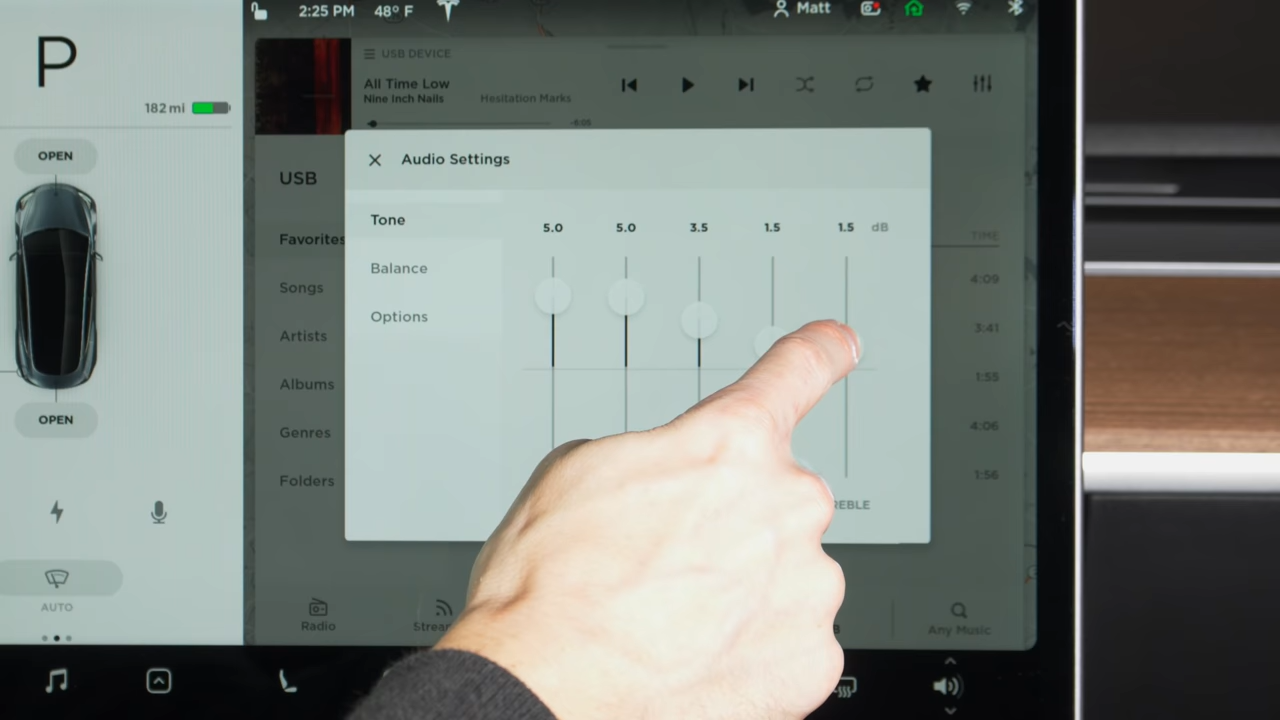 2:25 PM 48° F Matt
P
182 mi
OPEN
OPEN
AUTO
USB DEVICE
All Time Low
Nine Inch Nails Hesitation Marks
-6:05
USB
Favorites
Songs
Artists
Albums
Genres
Folders
Audio Settings
Tone
Balance
Options
5.0 5.0 3.5 1.5 1.5 dB
REBLE
TIME
4:09
3:41
1:55
4:06
1:56
Radio
Strea
Any Music